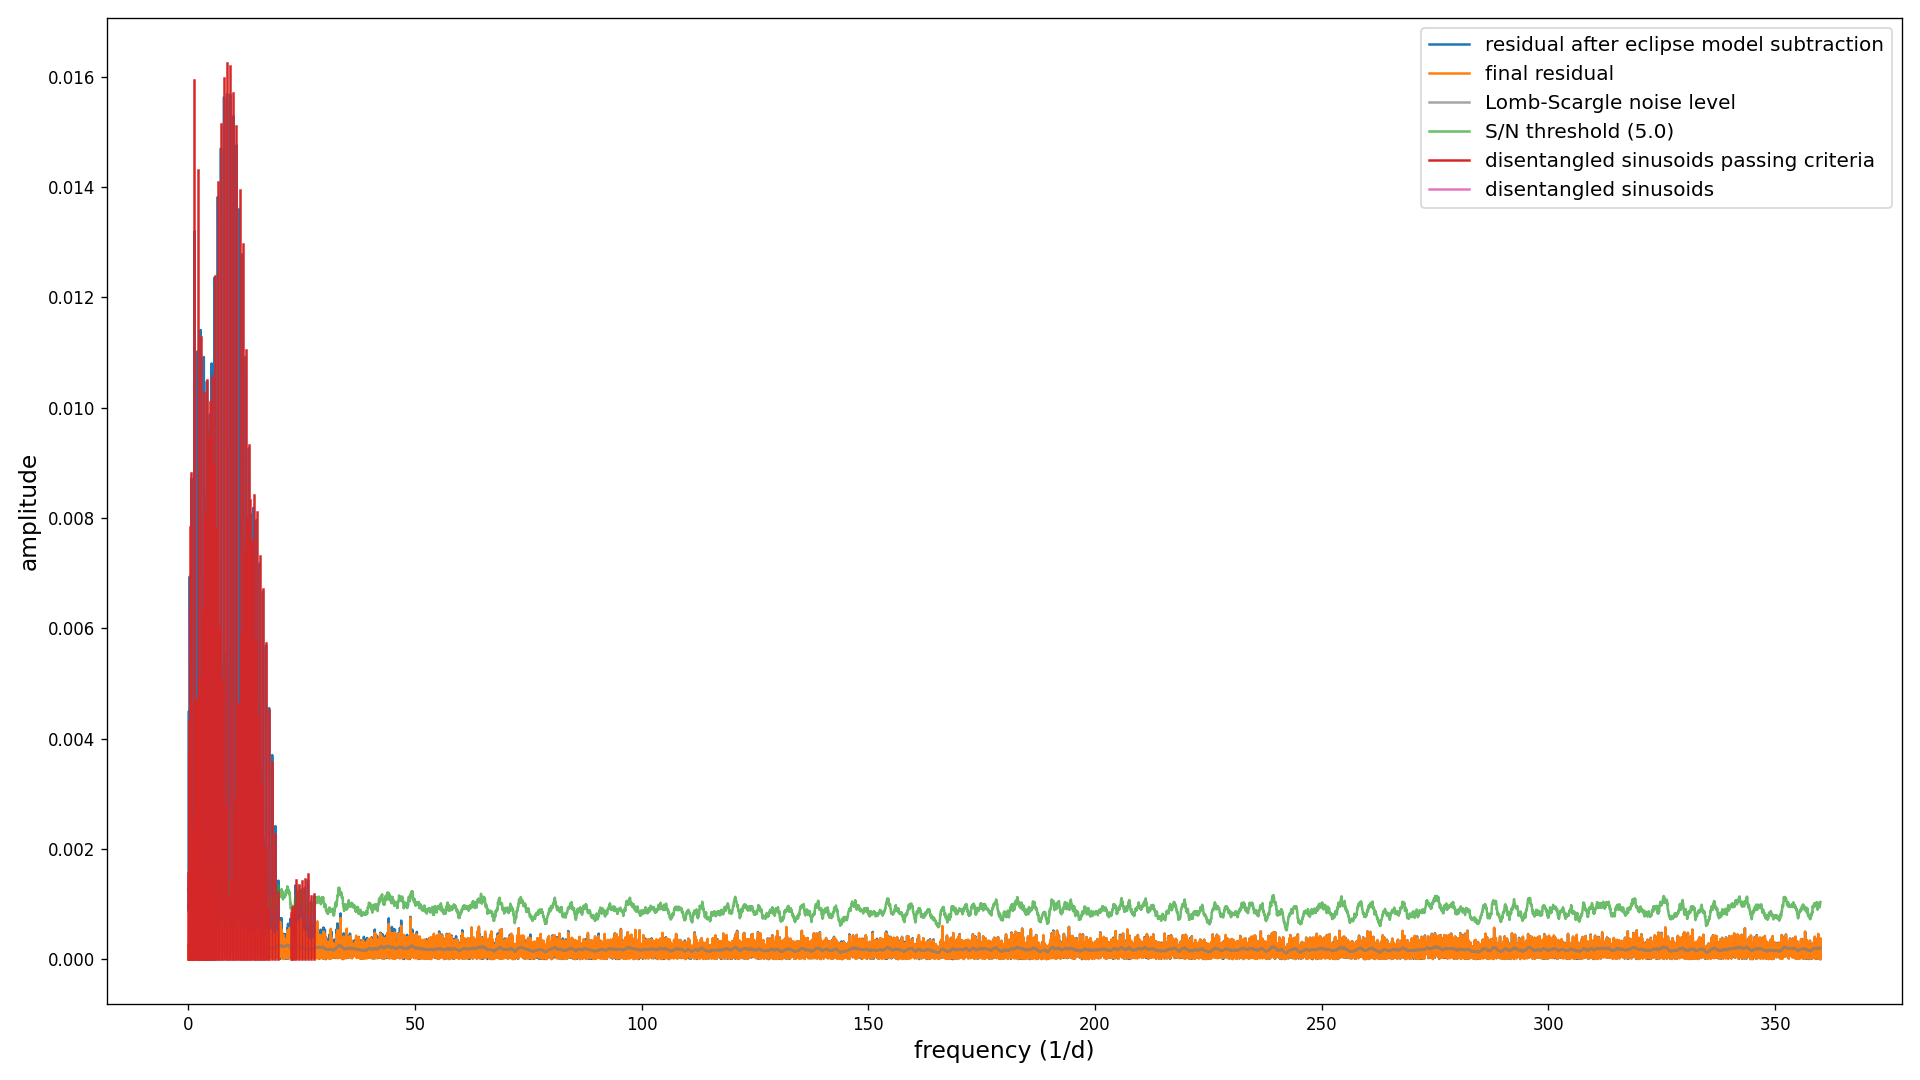 residual after eclipse model subtraction
final residual
Lomb-Scargle noise level
S/N threshold (5.0)
disentangled sinusoids passing criteria
disentangled sinusoids
amplitude
0.016
0.014
0.012
0.010
0.008
0.006
0.004
0.002
0.000
0 50 100 150 200 250 300 350
frequency (1/d)